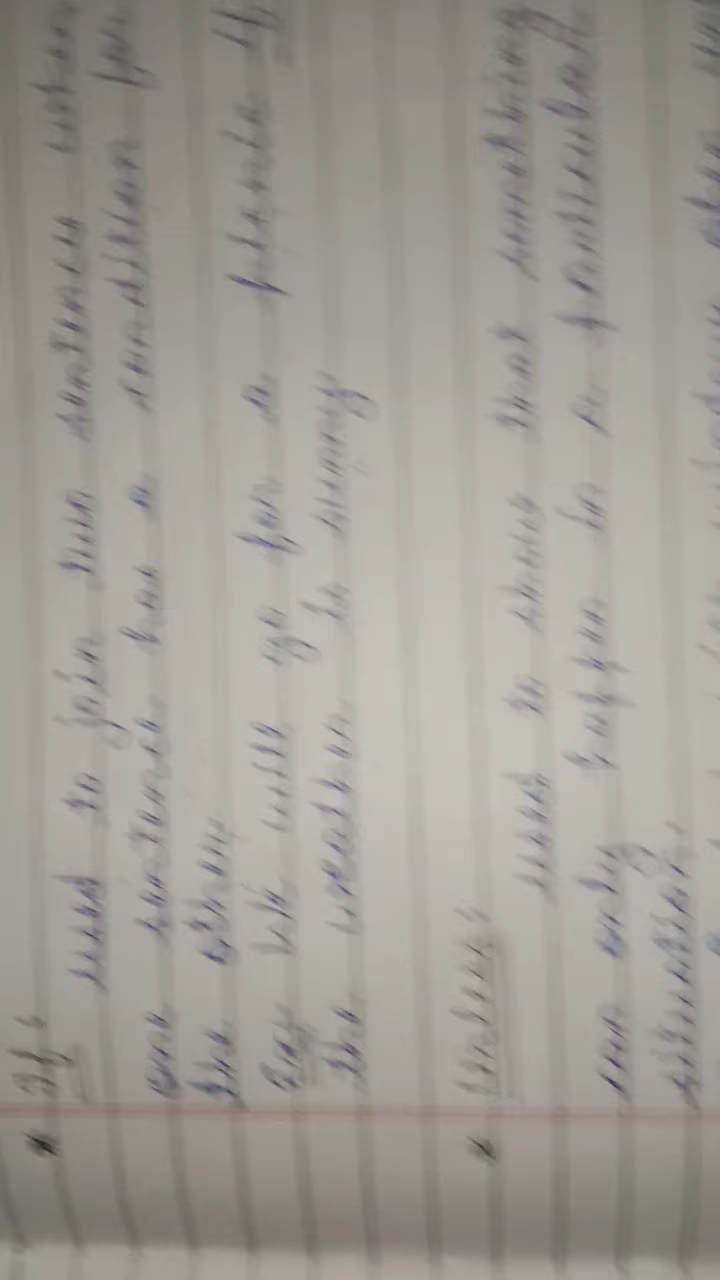 * If :
used to join two sentences when
one sentence has a condition for
the other
Eg We will go for a picnic if
the weather is sunny
* Unless :
used to show that something
can only happen in a particular
situation.